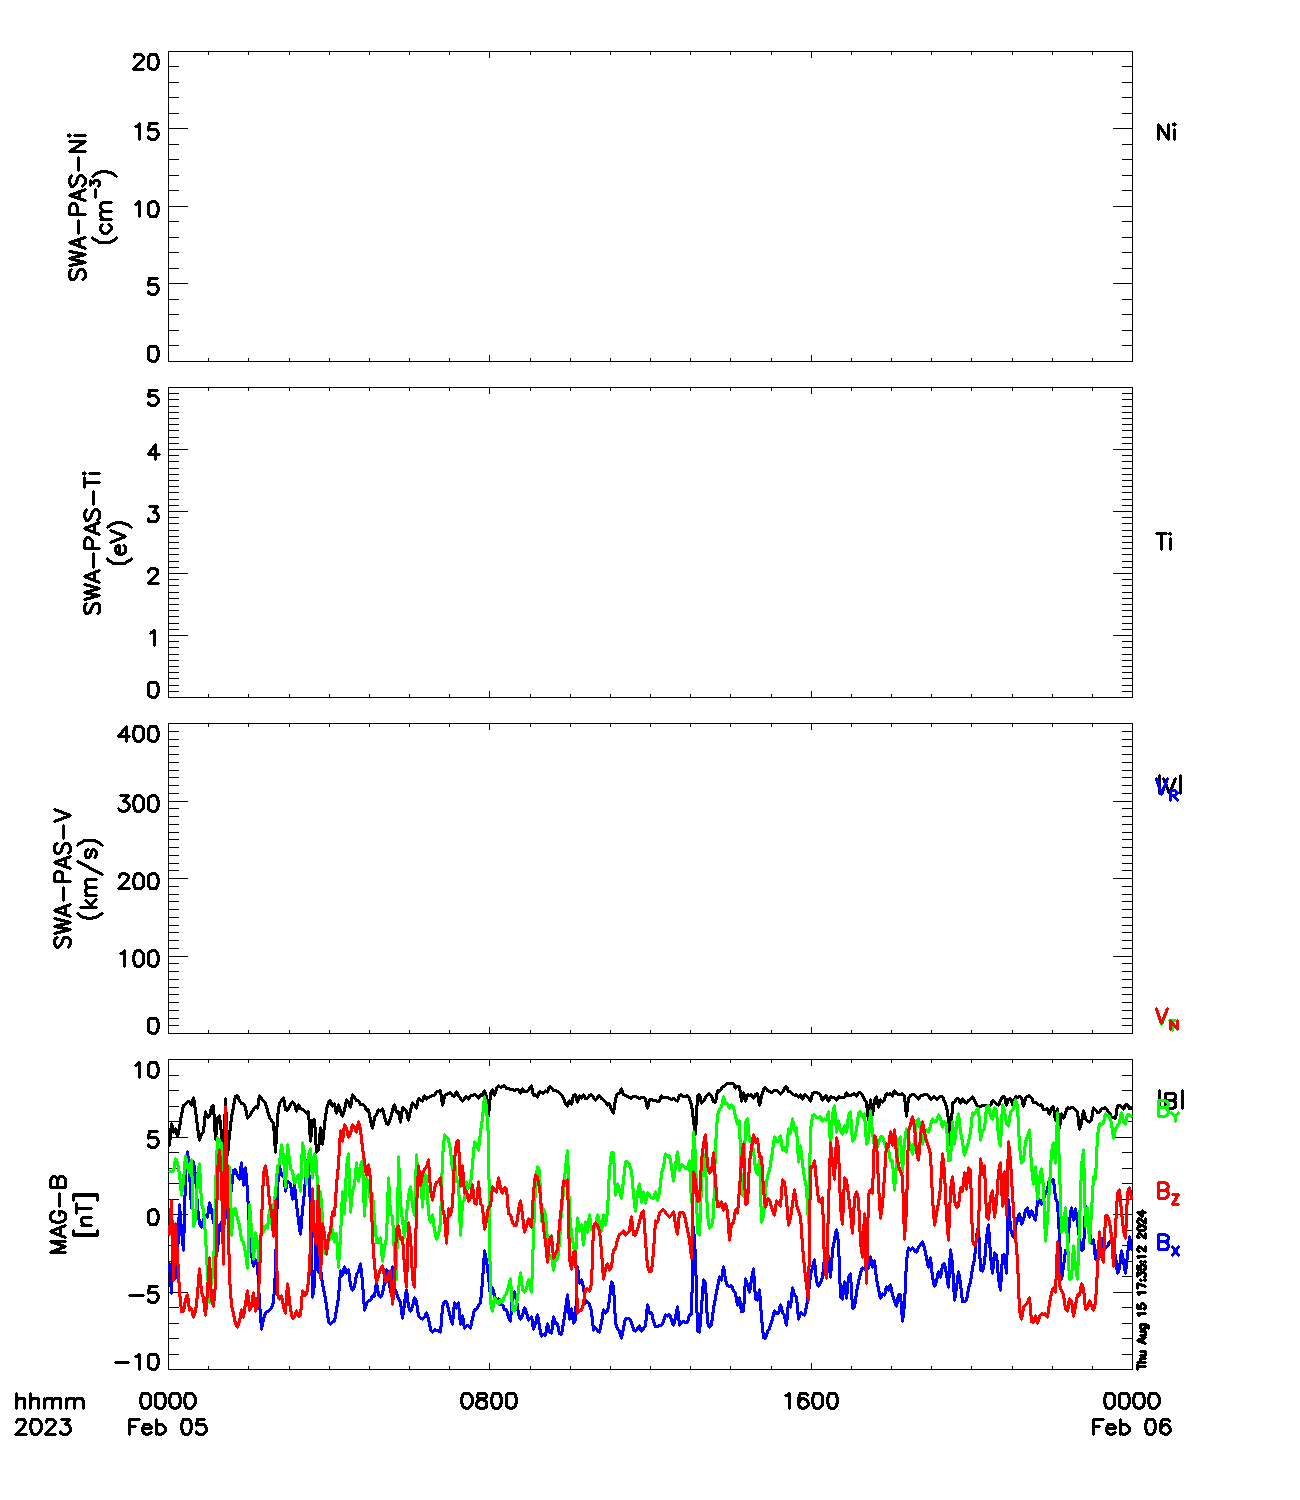 20
15
10
5
0
SWA-PAS-Ni
(cm⁻³)
Ni
5
4
3
2
1
0
SWA-PAS-Ti
(eV)
Ti
400
300
200
100
0
SWA-PAS-V
(km/s)
|V|
V_R
V_N
10
5
0
-5
-10
MAG-B
[nT]
|B|
B_Y
B_Z
B_X
Thu Aug 15 17:35:12 2024
hhmm 0000 0800 1600 0000
2023 Feb 05 Feb 06